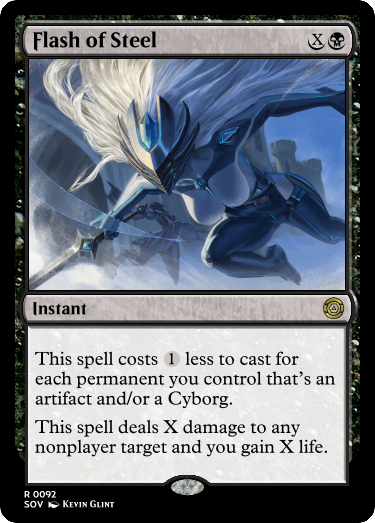 Flash of Steel X
Instant
This spell costs 1 less to cast for
each permanent you control that's an
artifact and/or a Cyborg.
This spell deals X damage to any
nonplayer target and you gain X life.
R 0092
SOV Kevin Glint